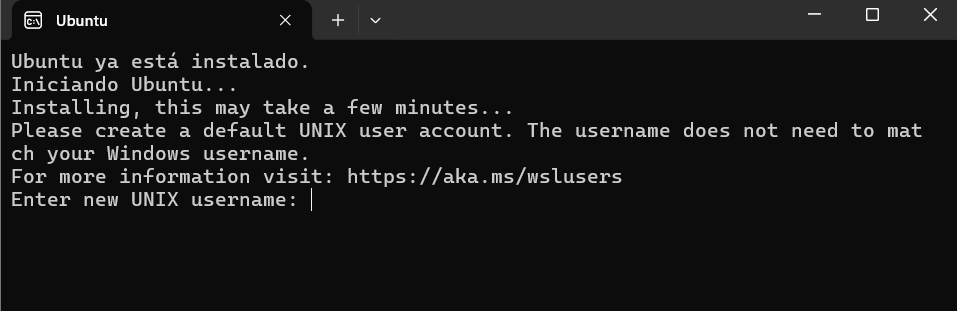 Ubuntu
Ubuntu ya está instalado.
Iniciando Ubuntu...
Installing, this may take a few minutes...
Please create a default UNIX user account. The username does not need to mat
ch your Windows username.
For more information visit: https://aka.ms/wslusers
Enter new UNIX username: